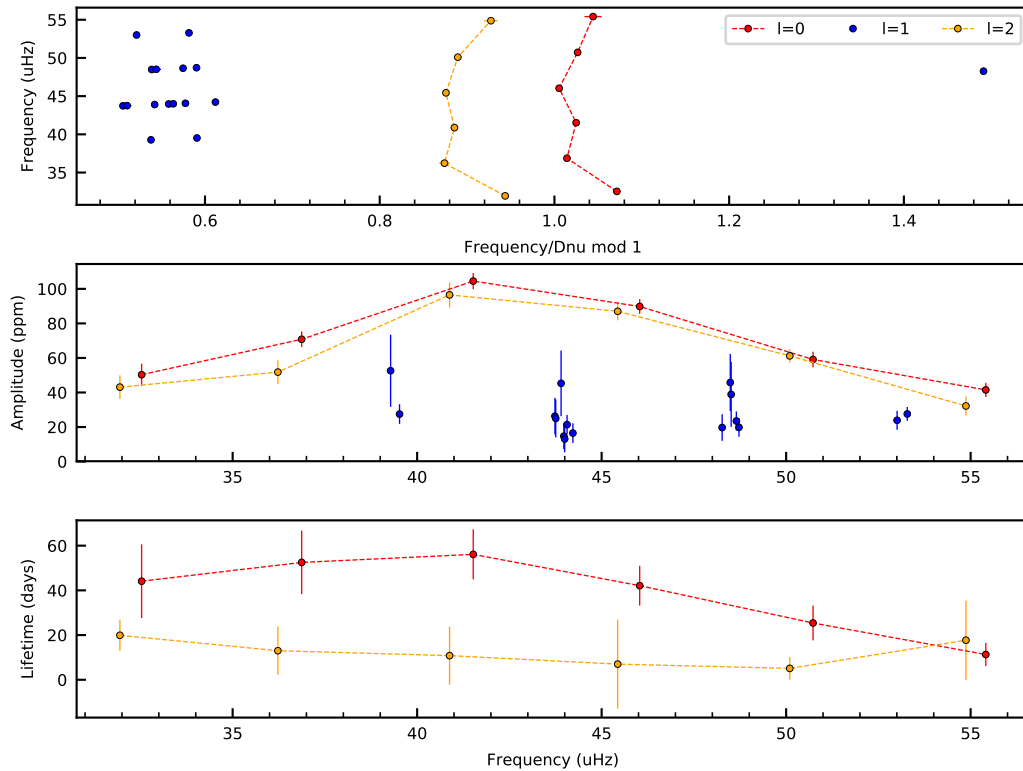 55
50
45
40
35
Frequency (uHz)
l=0 l=1 l=2
0.6 0.8 1.0 1.2 1.4
Frequency/Dnu mod 1
100
80
60
40
20
0
Amplitude (ppm)
35 40 45 50 55
60
40
20
0
Lifetime (days)
35 40 45 50 55
Frequency (uHz)